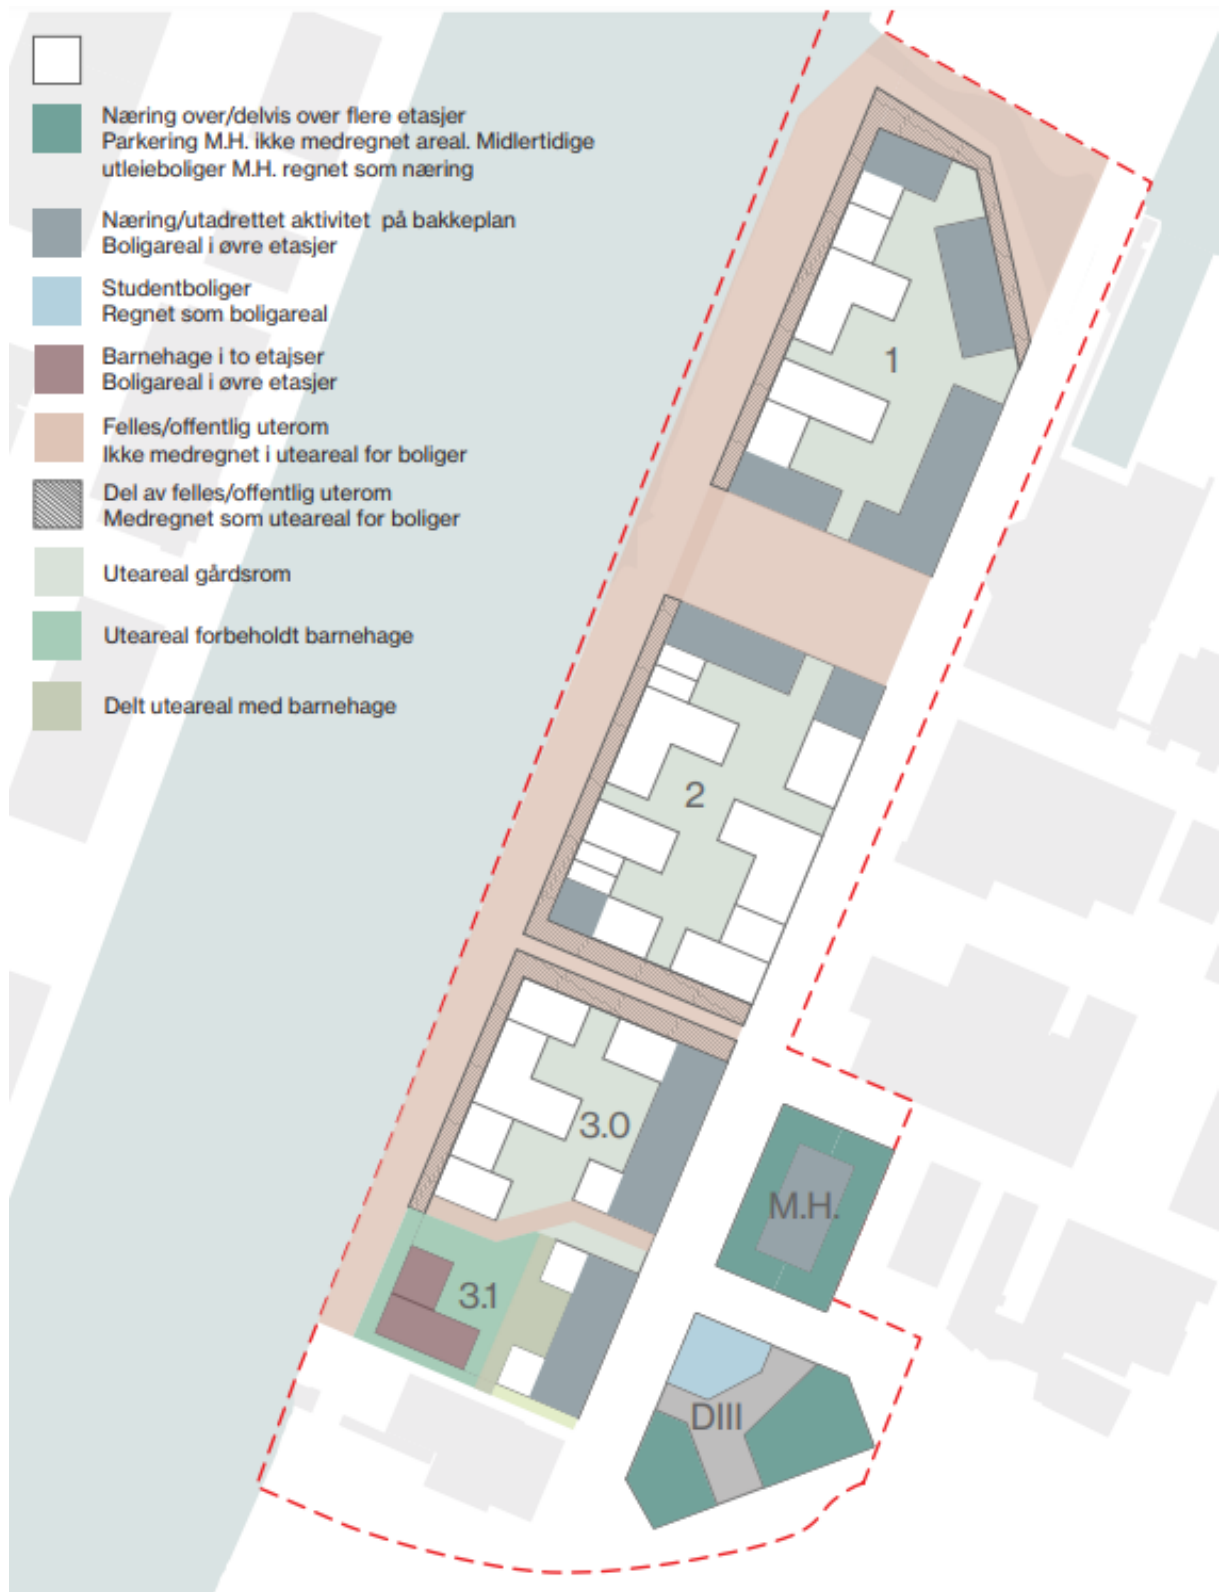 Næring over/delvis over flere etasjer
Parkering M.H. ikke medregnet areal. Midlertidige
utleieboliger M.H. regnet som næring
Næring/utadrettet aktivitet på bakkeplan
Boligareal i øvre etasjer
Studentboliger
Regnet som boligareal
Barnehage i to etajser
Boligareal i øvre etasjer
Felles/offentlig uterom
Ikke medregnet i uteareal for boliger
Del av felles/offentlig uterom
Medregnet som uteareal for boliger
Uteareal gårdsrom
Uteareal forbeholdt barnehage
Delt uteareal med barnehage
1
2
3.0
3.1
M.H.
DIII